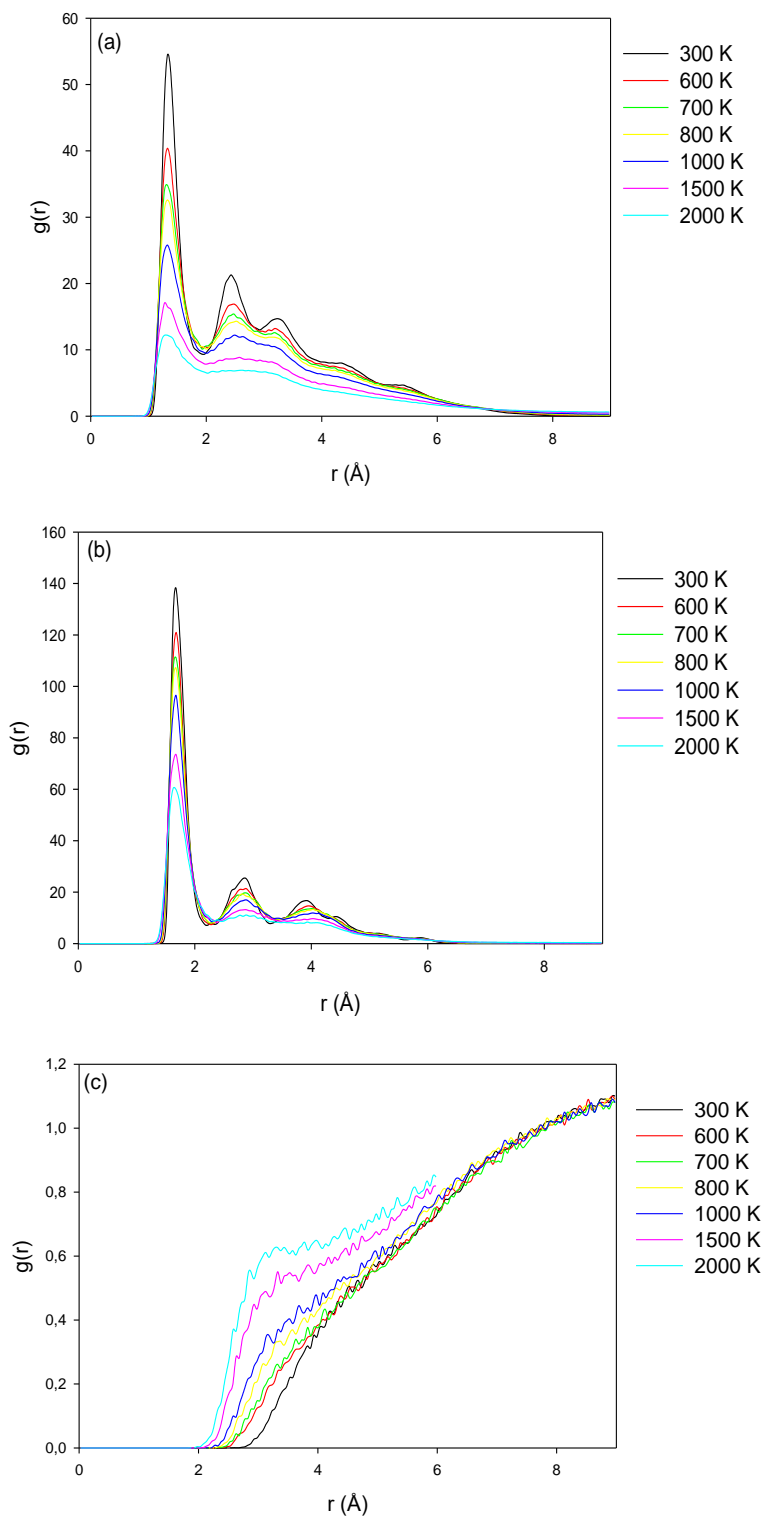 (a)
60
50
40
30
20
10
0
g(r)
0 2 4 6 8
r (Å)
300 K
600 K
700 K
800 K
1000 K
1500 K
2000 K
(b)
160
140
120
100
80
60
40
20
0
g(r)
0 2 4 6 8
r (Å)
300 K
600 K
700 K
800 K
1000 K
1500 K
2000 K
(c)
1,2
1,0
0,8
0,6
0,4
0,2
0,0
g(r)
0 2 4 6 8
r (Å)
300 K
600 K
700 K
800 K
1000 K
1500 K
2000 K